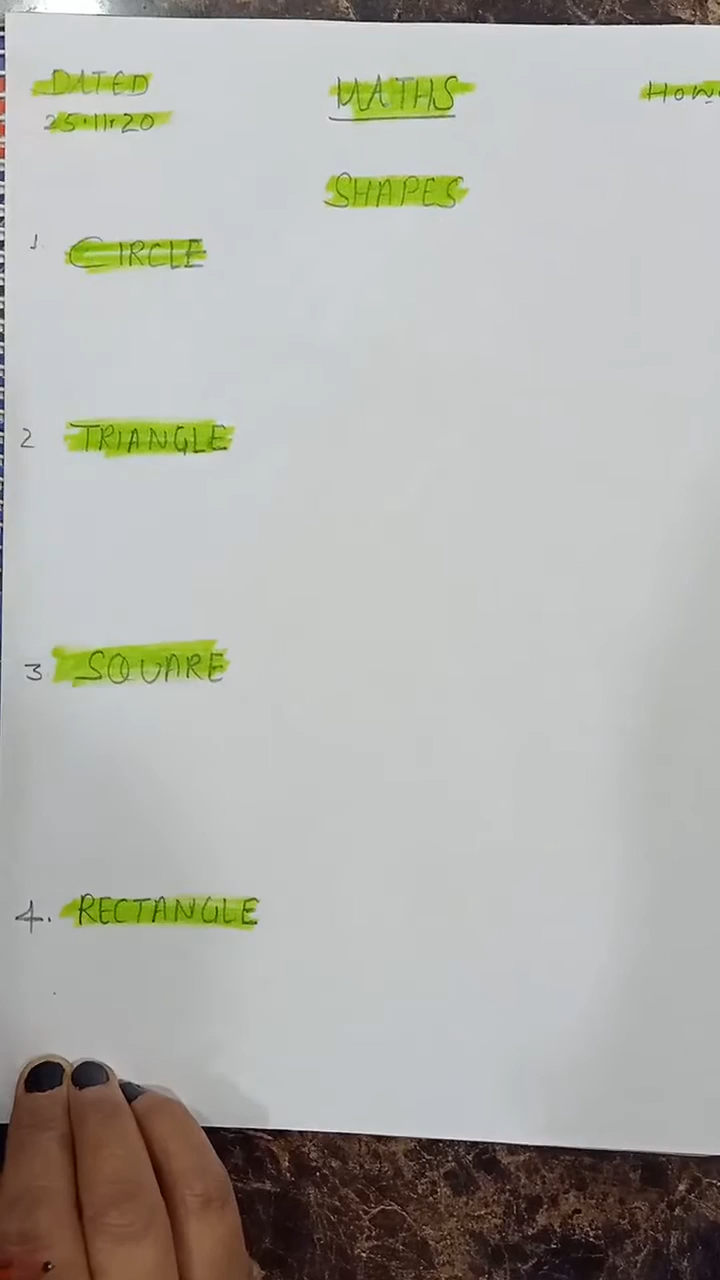 DATED
25.11.20
MATHS
SHAPES
1. CIRCLE
2 TRIANGLE
3 SQUARE
4. RECTANGLE